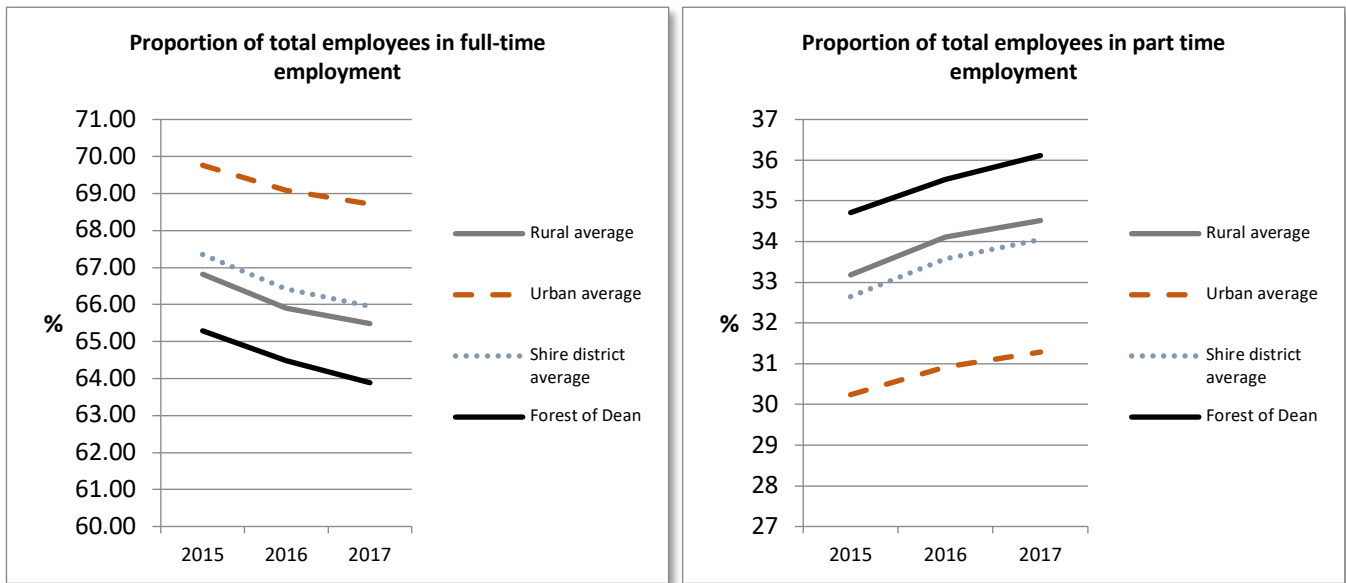 Proportion of total employees in full-time
employment
71.00
70.00
69.00
68.00
67.00
66.00
65.00
64.00
63.00
62.00
61.00
60.00
%
2015 2016 2017
Rural average
Urban average
Shire district
average
Forest of Dean
Proportion of total employees in part time
employment
37
36
35
34
33
32
31
30
29
28
27
%
2015 2016 2017
Rural average
Urban average
Shire district
average
Forest of Dean